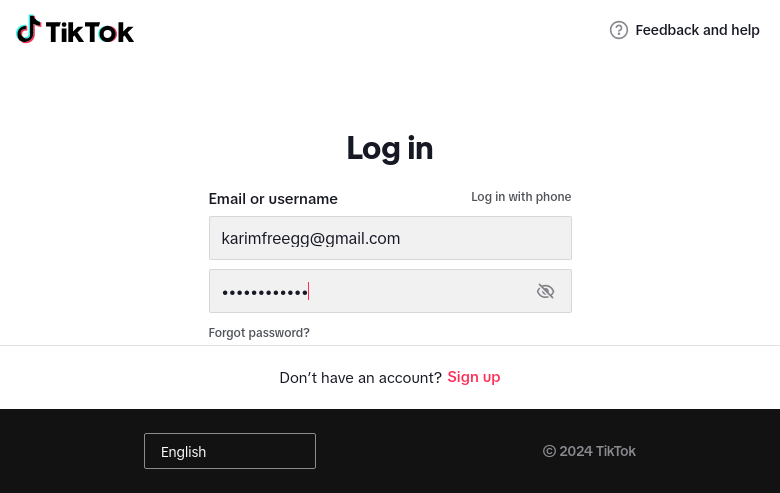 TikTok
Feedback and help
Log in
Email or username
Log in with phone
karimfreegg@gmail.com
••••••••••••
Forgot password?
Don’t have an account? Sign up
English
© 2024 TikTok